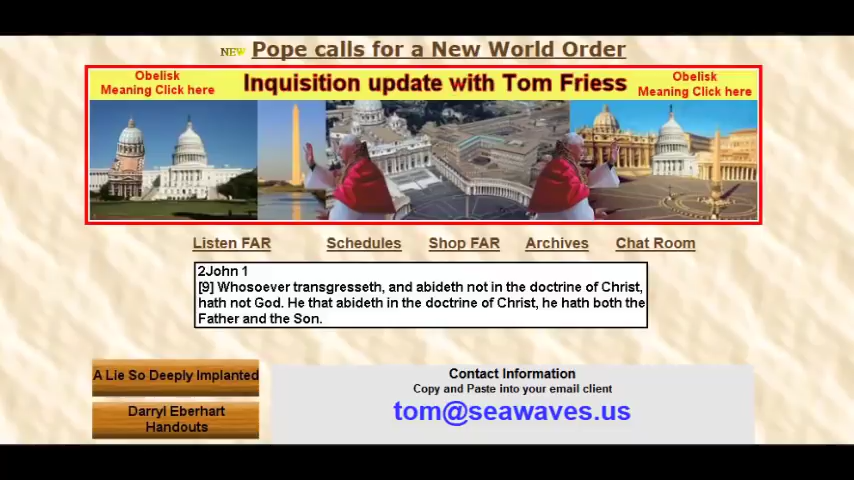 NEW Pope calls for a New World Order
Obelisk
Meaning Click here
Inquisition update with Tom Friess
Obelisk
Meaning Click here
Listen FAR Schedules Shop FAR Archives Chat Room
2John 1
[9] Whosoever transgresseth, and abideth not in the doctrine of Christ,
hath not God. He that abideth in the doctrine of Christ, he hath both the
Father and the Son.
A Lie So Deeply Implanted
Darryl Eberhart
Handouts
Contact Information
Copy and Paste into your email client
tom@seawaves.us